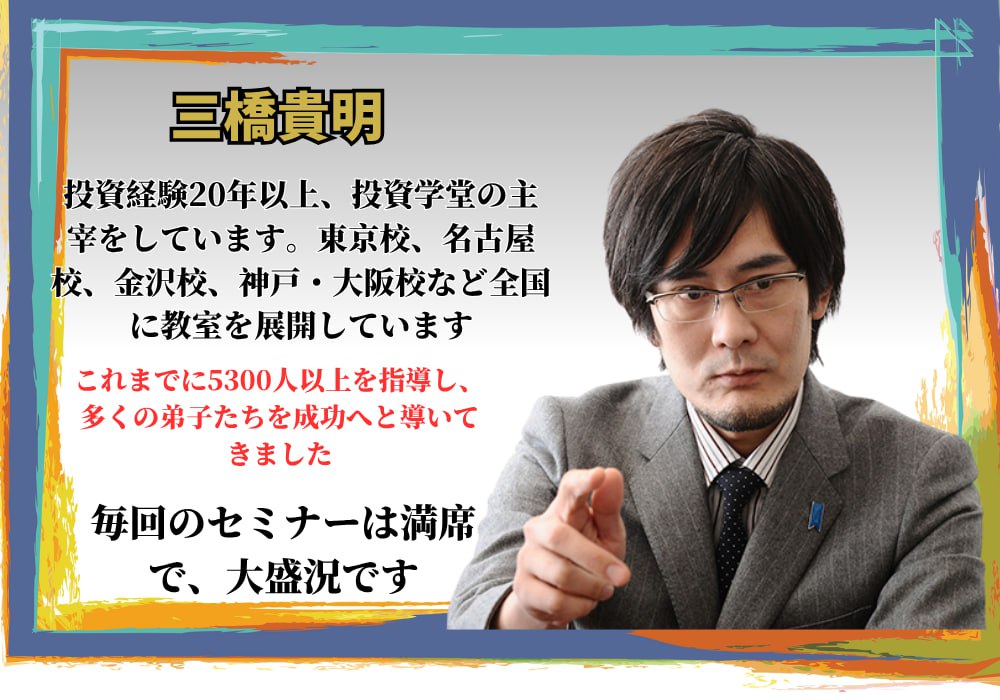 三橋貴明
投資経験20年以上、投資学堂の主
宰をしています。東京校、名古屋
校、金沢校、神戸・大阪校など全国
に教室を展開しています
これまでに5300人以上を指導し、
多くの弟子たちを成功へと導いて
きました
毎回のセミナーは満席
で、大盛況です